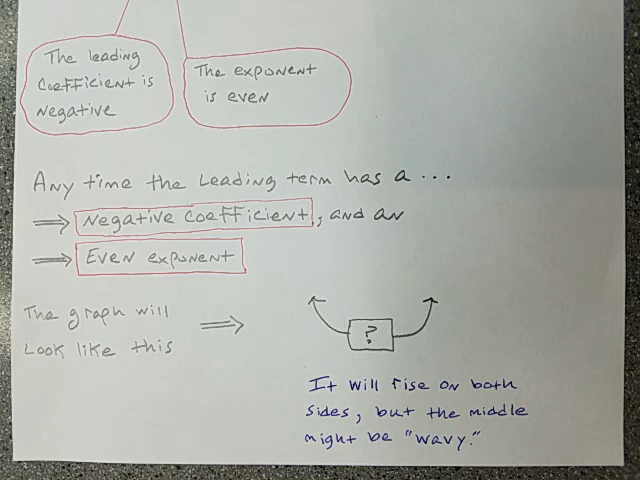 The leading
coefficient is
negative
The exponent
is even
Any time the leading term has a ...
⇒ Negative coefficient, and an
⇒ Even exponent
The graph will
look like this
⇒
?
It will rise on both
sides, but the middle
might be "wavy."